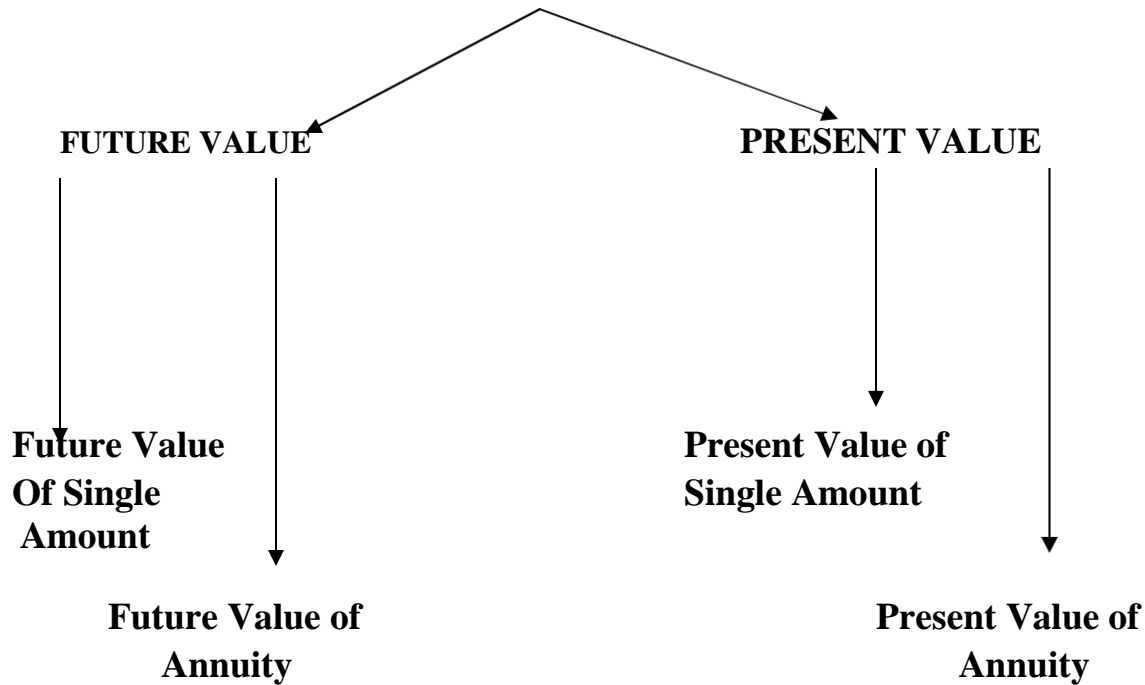 FUTURE VALUE
PRESENT VALUE
Future Value
Of Single
Amount
Present Value of
Single Amount
Future Value of
Annuity
Present Value of
Annuity